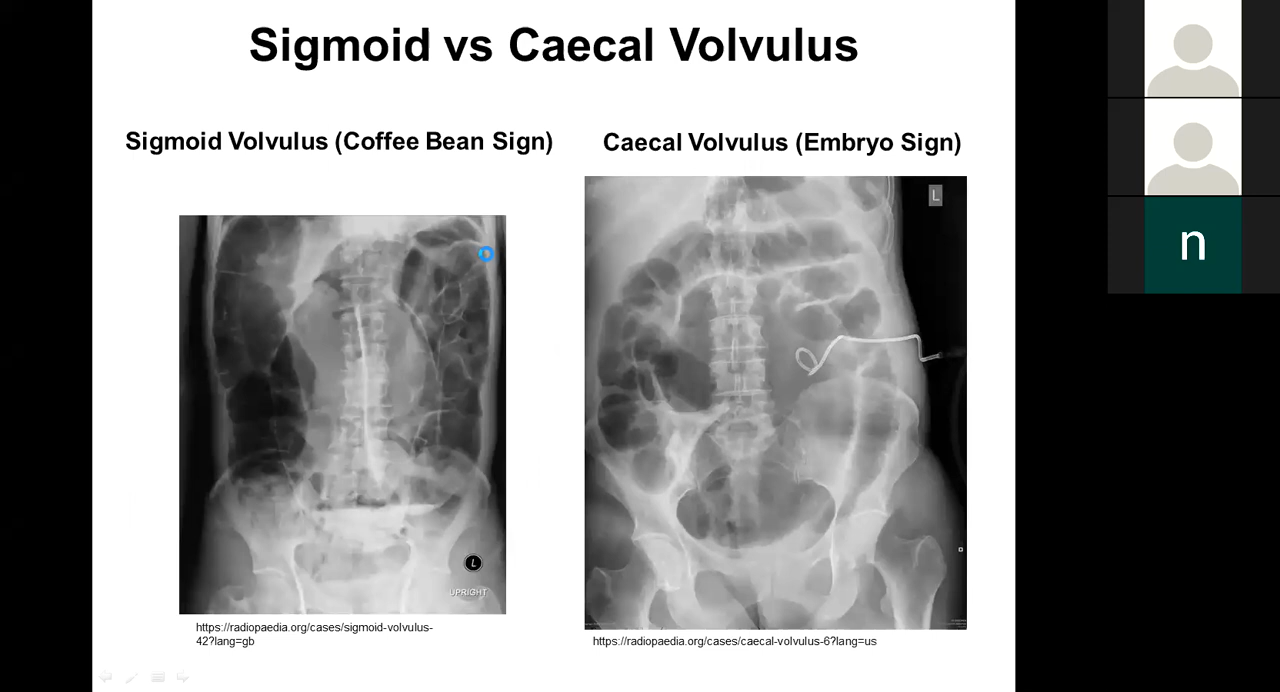 Sigmoid vs Caecal Volvulus
Sigmoid Volvulus (Coffee Bean Sign)
Caecal Volvulus (Embryo Sign)
L
L
UPRIGHT
https://radiopaedia.org/cases/sigmoid-volvulus-
42?lang=gb
https://radiopaedia.org/cases/caecal-volvulus-6?lang=us
n